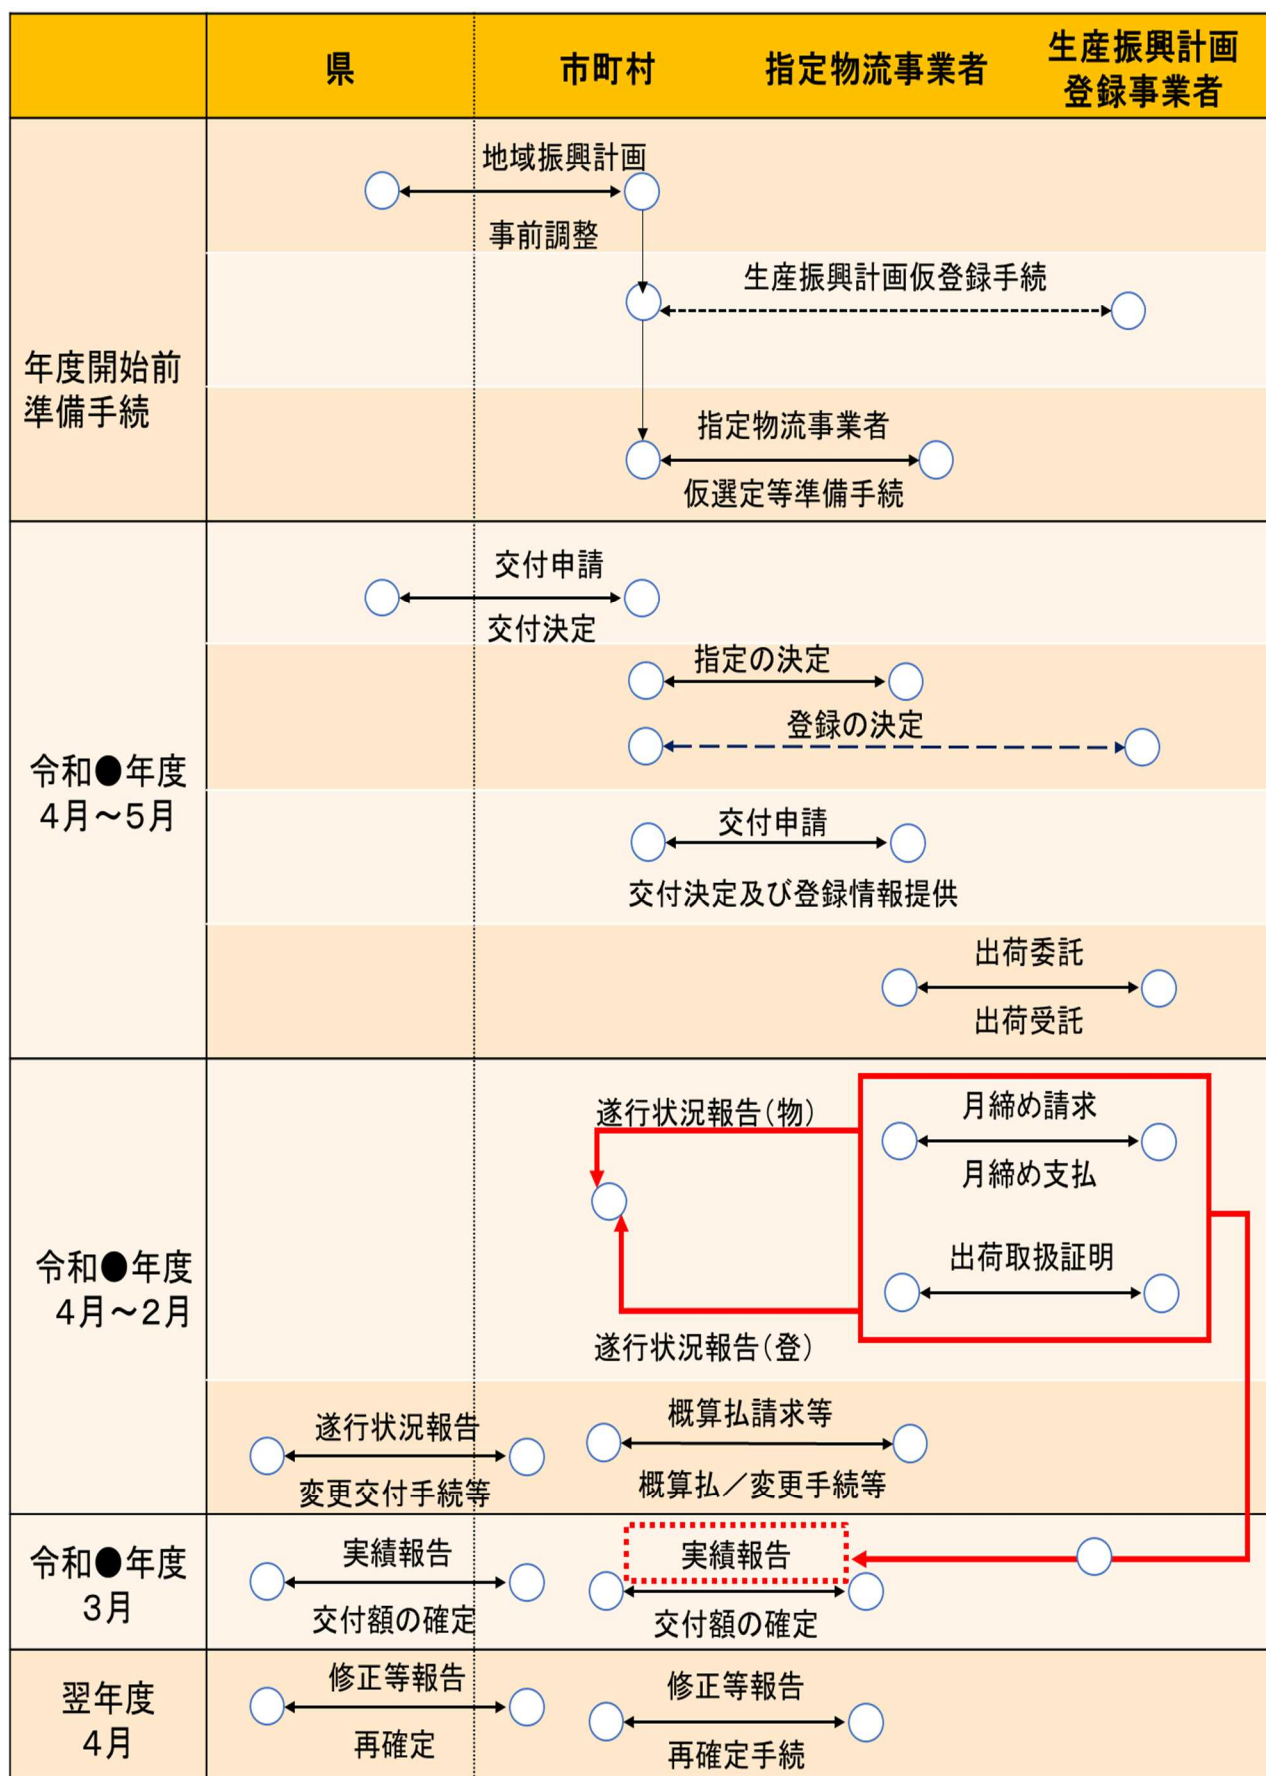 県
市町村
指定物流事業者
生産振興計画
登録事業者
年度開始前
準備手続
地域振興計画
事前調整
生産振興計画仮登録手続
指定物流事業者
仮選定等準備手続
令和●年度
4月～5月
交付申請
交付決定
指定の決定
登録の決定
交付申請
交付決定及び登録情報提供
出荷委託
出荷受託
令和●年度
4月～2月
遂行状況報告(物)
月締め請求
月締め支払
出荷取扱証明
遂行状況報告(登)
遂行状況報告
変更交付手続等
概算払請求等
概算払／変更手続等
令和●年度
3月
実績報告
交付額の確定
実績報告
交付額の確定
翌年度
4月
修正等報告
再確定
修正等報告
再確定手続